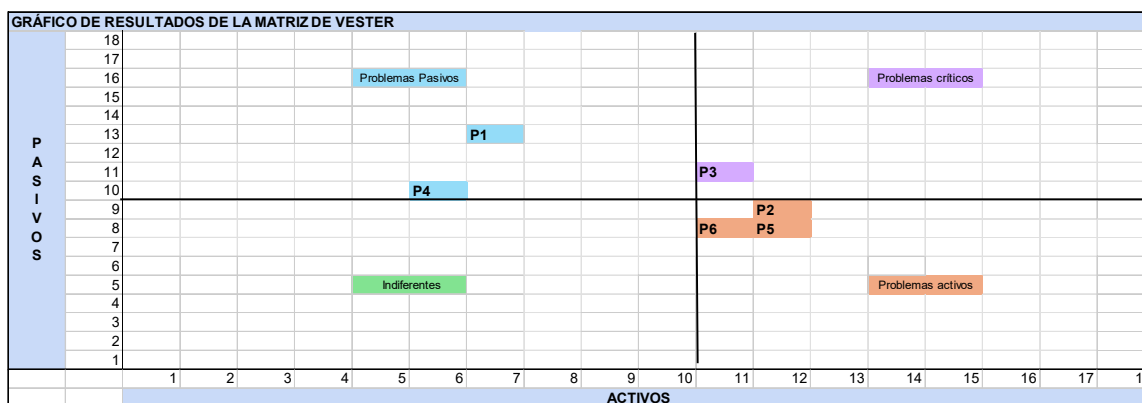 GRÁFICO DE RESULTADOS DE LA MATRIZ DE VESTER
18
17
16 Problemas Pasivos Problemas críticos
15
14
13 P1
12
11 P3
10 P4
9 P2
8 P6 P5
7
6
5 Indiferentes Problemas activos
4
3
2
1
PASIVOS
1 2 3 4 5 6 7 8 9 10 11 12 13 14 15 16 17 1
ACTIVOS